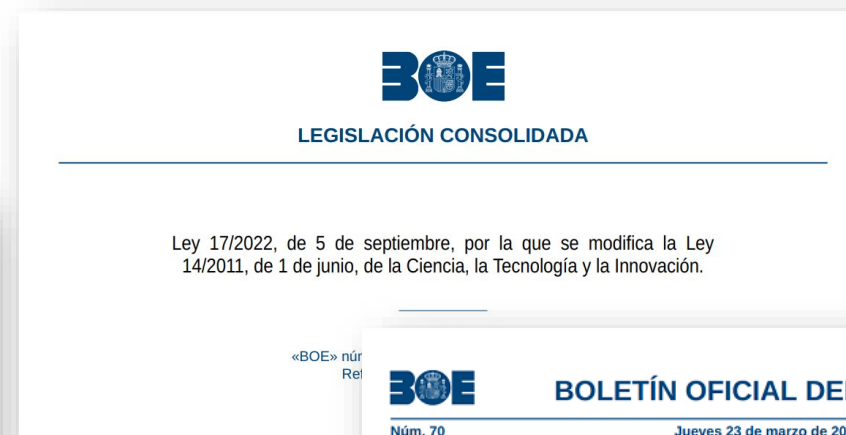 BOE
LEGISLACIÓN CONSOLIDADA
Ley 17/2022, de 5 de septiembre, por la que se modifica la Ley
14/2011, de 1 de junio, de la Ciencia, la Tecnología y la Innovación.
«BOE»
BOE
BOLETÍN OFICIAL
Núm. 70
Jueves 23 de marzo de